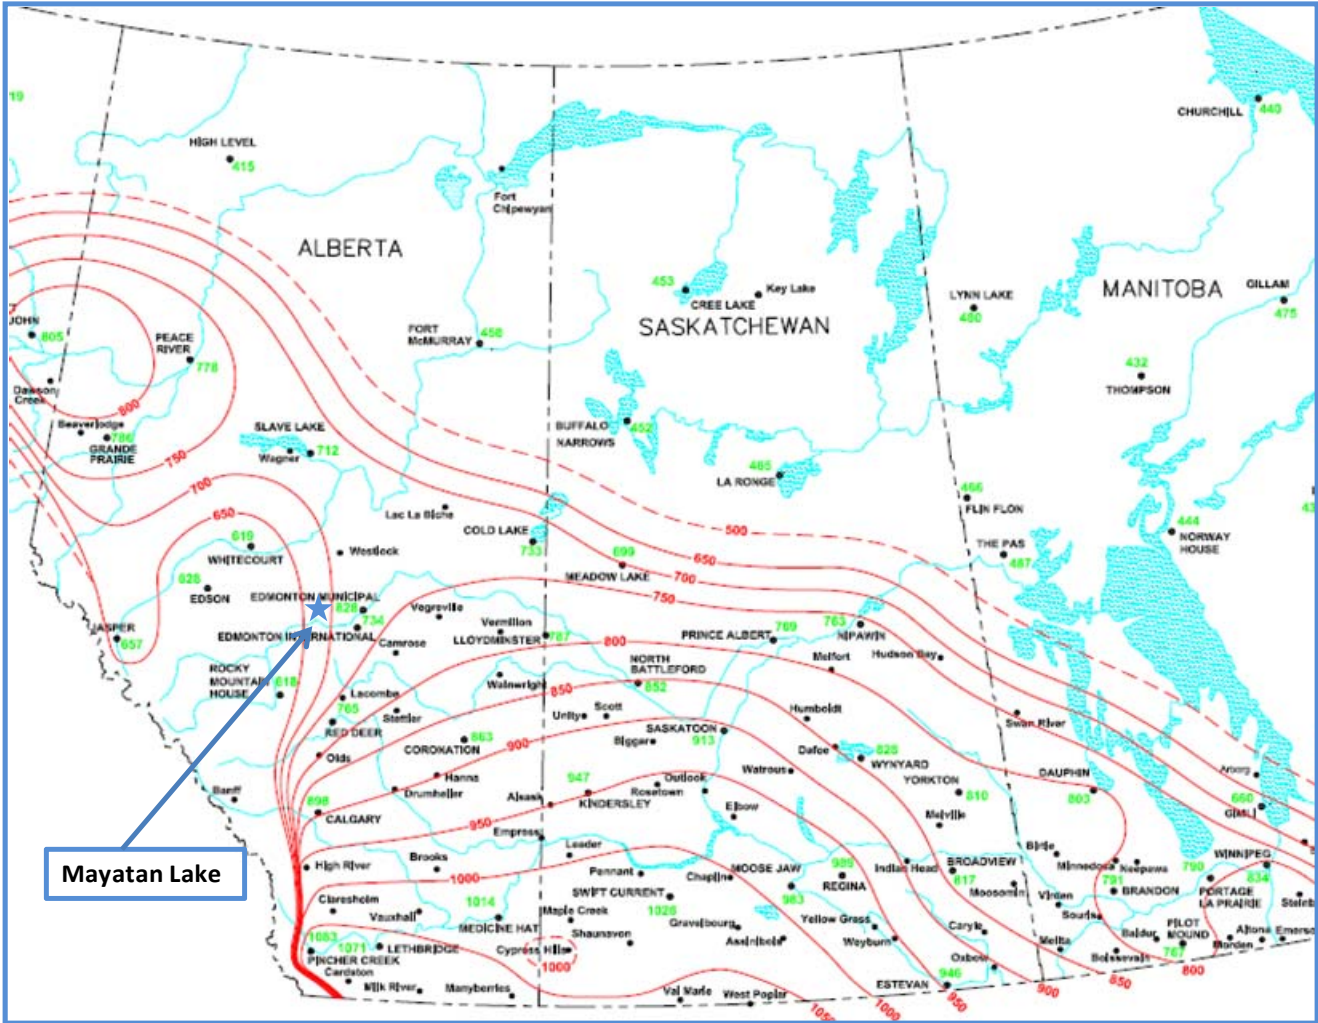 19
HIGH LEVEL
415
CHURCHILL
440
Fort
Chipewyan
ALBERTA
453
CREE LAKE
Key Lake
SASKATCHEWAN
LYNN LAKE
480
MANITOBA
GILLAM
475
JOHN
805
PEACE
RIVER
778
FORT
McMURRAY
458
432
THOMPSON
Dawson
Creek
800
Beaverlodge
786
GRANDE
PRAIRIE
750
SLAVE LAKE
Wagner
712
BUFFALO
NARROWS
452
465
LA RONGE
700
650
Lac La Biche
COLD LAKE
733
500
466
FLIN FLON
444
NORWAY
HOUSE
619
WHITECOURT
Westlock
699
MEADOW LAKE
650
700
750
THE PAS
487
628
EDSON
EDMONTON MUNICIPAL
828
734
EDMONTON INTERNATIONAL
Vegreville
Vermilion
LLOYDMINSTER
787
800
PRINCE ALBERT
769
763
NIPAWIN
JASPER
657
Camrose
ROCKY
MOUNTAIN
HOUSE
618
NORTH
BATTLEFORD
852
Melfort
Hudson Bay
Lacombe
765
RED DEER
Stettler
Wainwright
850
Unity
Scott
Biggar
SASKATOON
913
Humboldt
Swan River
CORONATION
863
900
Dafoe
825
WYNYARD
Olds
Hanna
Drumheller
947
KINDERSLEY
Alsask
Outlook
Rosetown
Watrous
YORKTON
810
DAUPHIN
803
Arborg
660
GIMLI
Banff
898
CALGARY
950
Elbow
Melville
Empress
Leader
Mayatan Lake
High River
Brooks
1000
Pennant
Chaplin
MOOSE JAW
983
989
REGINA
Indian Head
BROADVIEW
817
Moosomin
Birtle
Minnedosa
Neepawa
791
BRANDON
790
PORTAGE
LA PRAIRIE
WINNIPEG
834
Claresholm
Vauxhall
1014
MEDICINE HAT
SWIFT CURRENT
1028
Maple Creek
Shaunavon
Gravelbourg
Assiniboia
Yellow Grass
Weyburn
Carlyle
Virden
Souris
Melita
Baldur
PILOT
MOUND
767
Altona
Morden
1083
PINCHER CREEK
1071
LETHBRIDGE
Cardston
Milk River
Manyberries
Cypress Hills
1000
Val Marie
West Poplar
Oxbow
ESTEVAN
946
Boissevain
800
850
900
950
1000